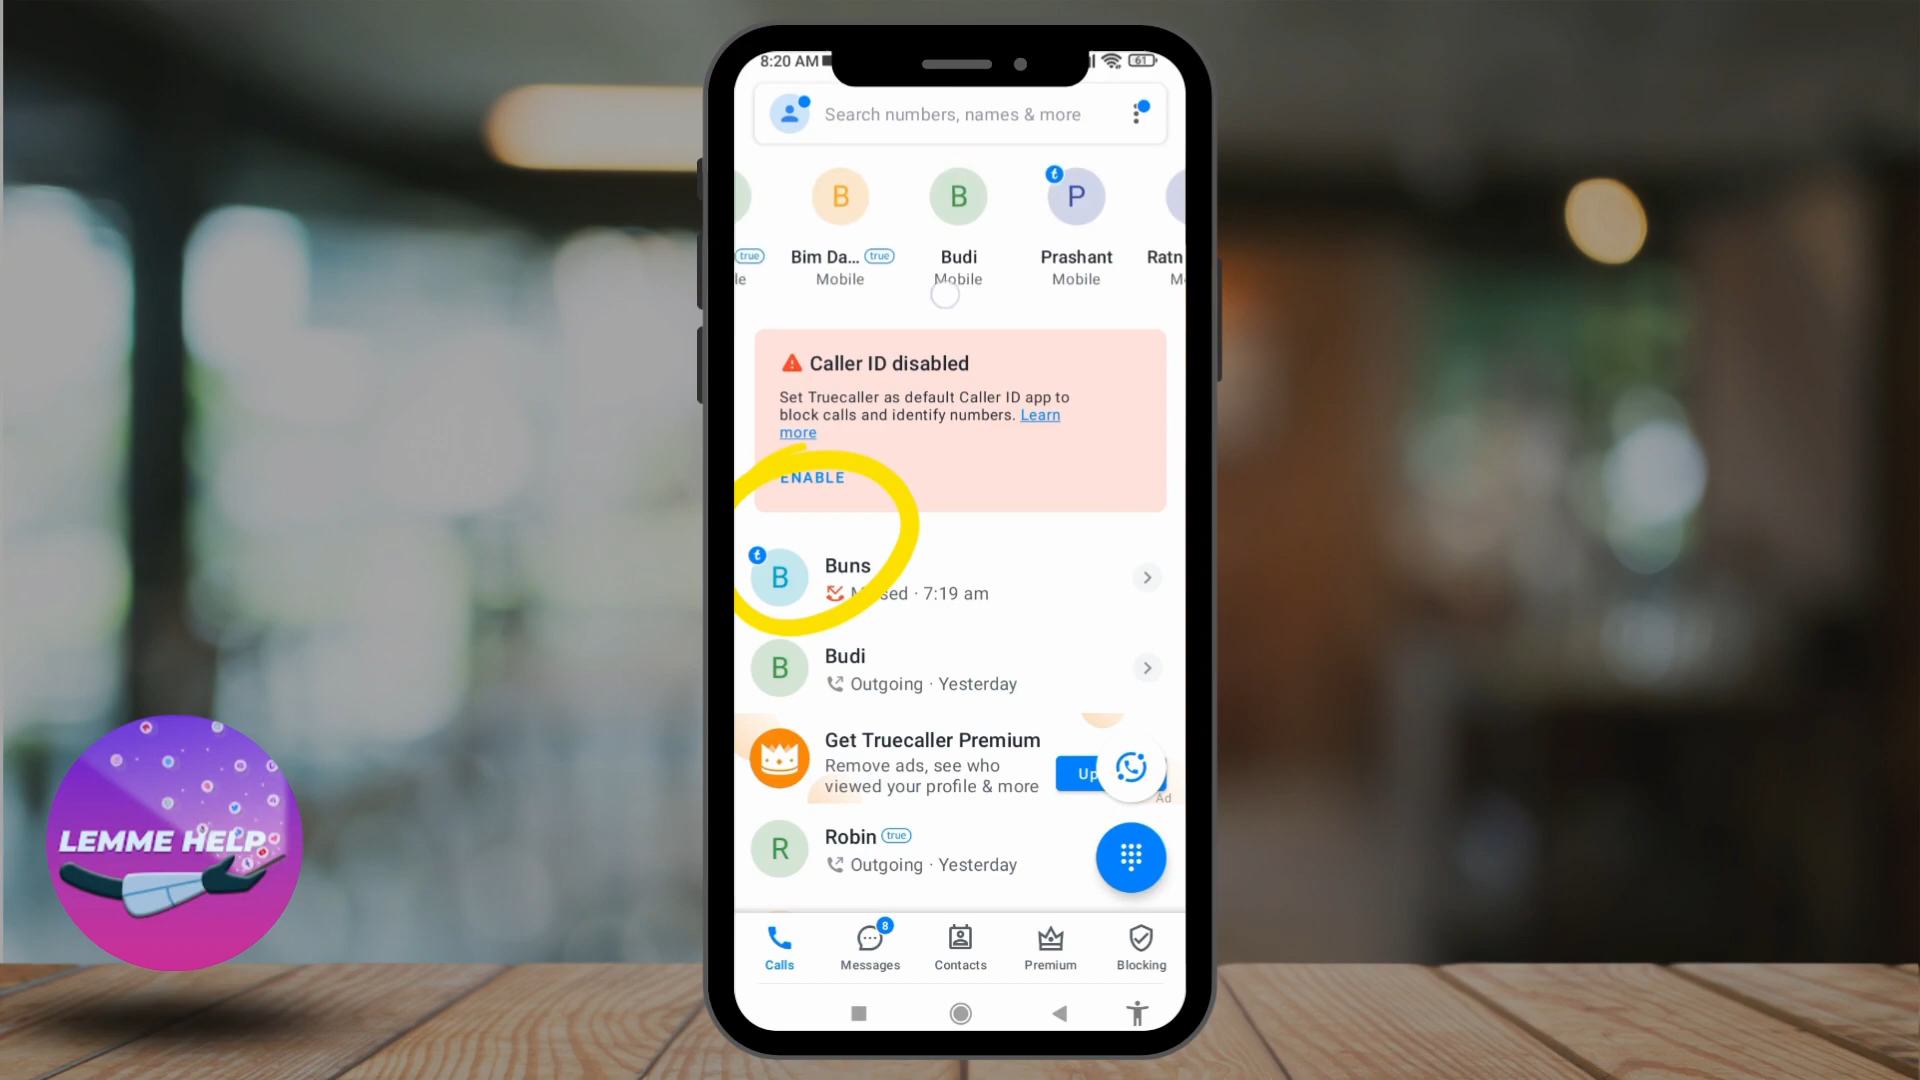 8:20 AM
61
Search numbers, names & more
B
B
P
true
Bim Da... true
Budi
Prashant
Ratn
le
Mobile
Mobile
Mobile
M
Caller ID disabled
Set Truecaller as default Caller ID app to
block calls and identify numbers. Learn
more
ENABLE
B
Buns
· 7:19 am
B
Budi
Outgoing · Yesterday
Get Truecaller Premium
Remove ads, see who
viewed your profile & more
Up
Ad
R
Robin true
Outgoing · Yesterday
LEMME HELP
8
Calls
Messages
Contacts
Premium
Blocking